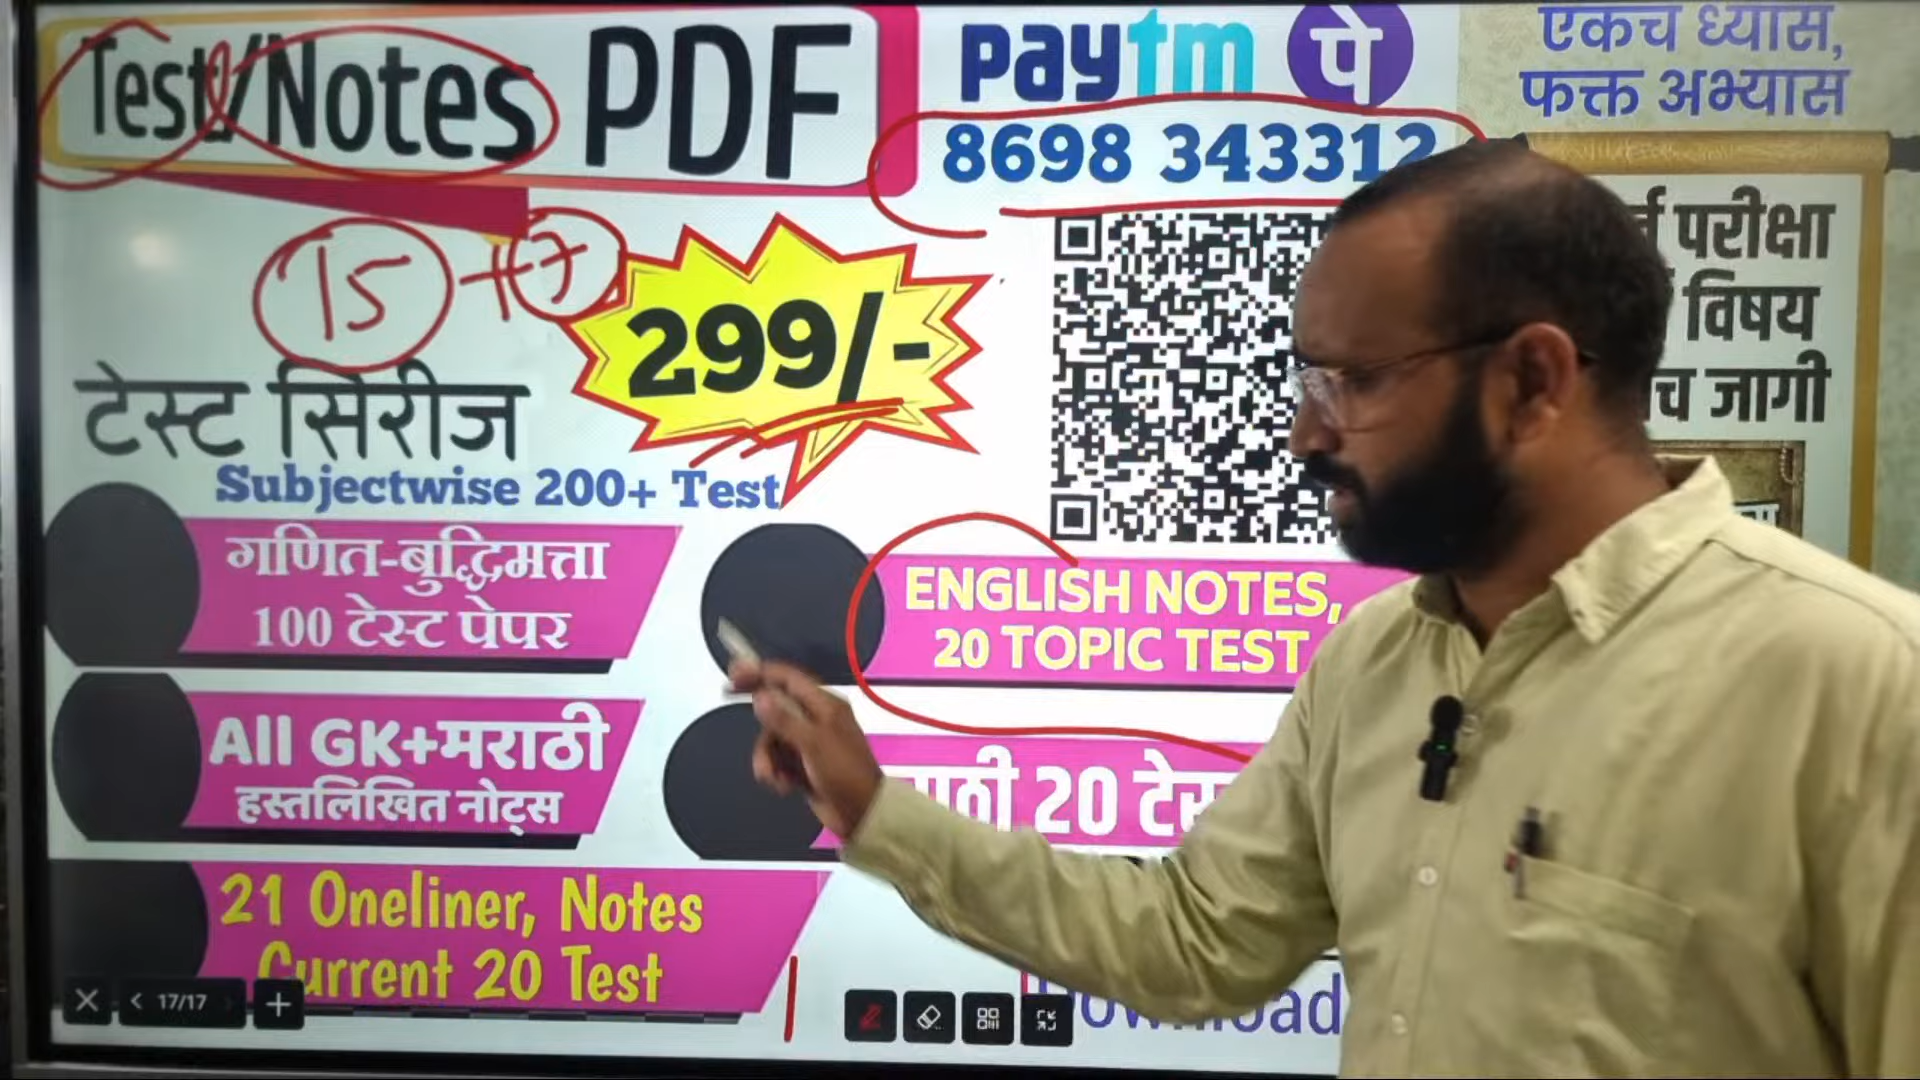 Test/Notes PDF
paytm पे
8698 343312
एकच ध्यास,
फक्त अभ्यास
15 +7
299/-
टेस्ट सिरीज
Subjectwise 200+ Test
परीक्षा
विषय
जागी
गणित-बुद्धिमत्ता
100 टेस्ट पेपर
ENGLISH NOTES,
20 TOPIC TEST
All GK+मराठी
हस्तलिखित नोट्स
20
21 Oneliner, Notes
Current 20 Test
17/17